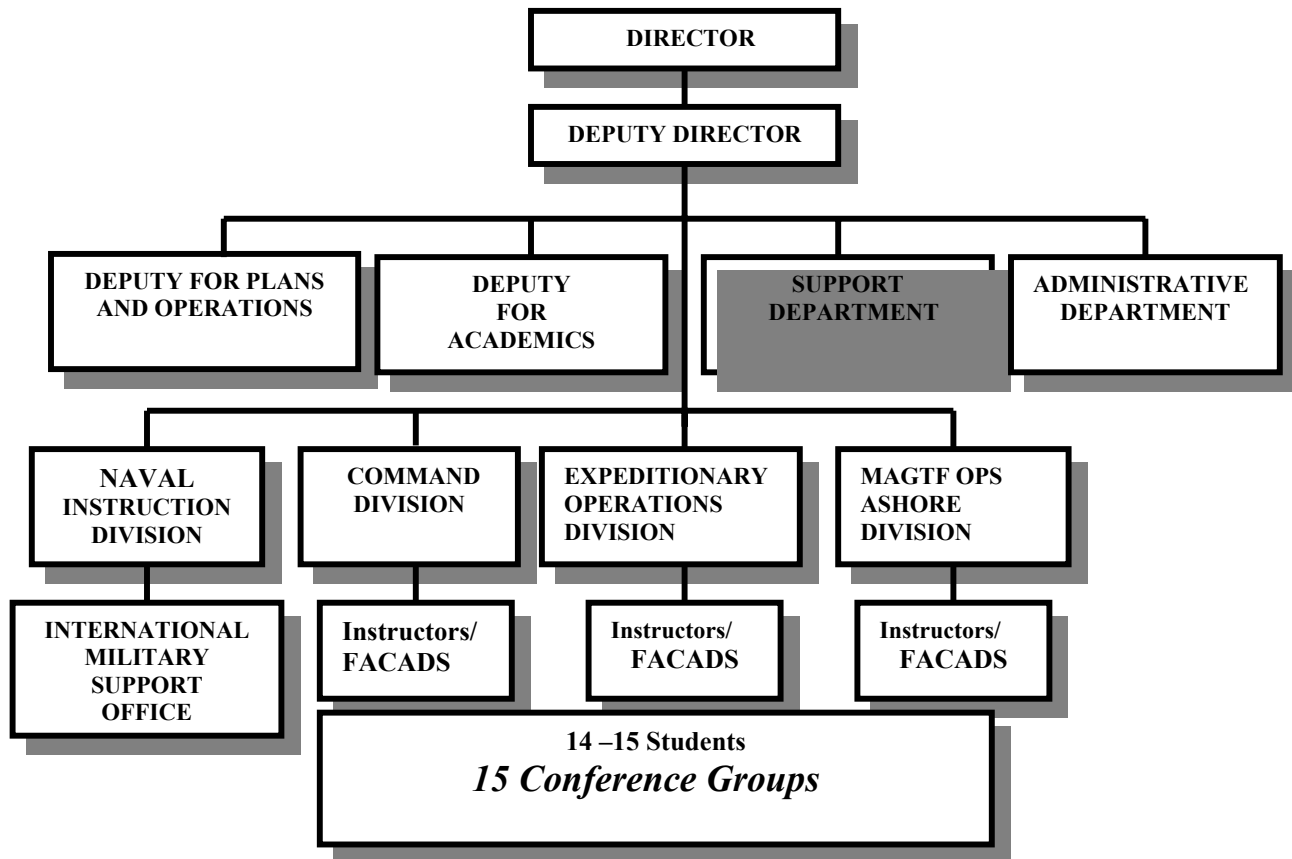 DIRECTOR
DEPUTY DIRECTOR
DEPUTY FOR PLANS
AND OPERATIONS
DEPUTY
FOR
ACADEMICS
SUPPORT
DEPARTMENT
ADMINISTRATIVE
DEPARTMENT
NAVAL
INSTRUCTION
DIVISION
COMMAND
DIVISION
EXPEDITIONARY
OPERATIONS
DIVISION
MAGTF OPS
ASHORE
DIVISION
INTERNATIONAL
MILITARY
SUPPORT
OFFICE
Instructors/
FACADS
Instructors/
FACADS
Instructors/
FACADS
14 –15 Students
15 Conference Groups